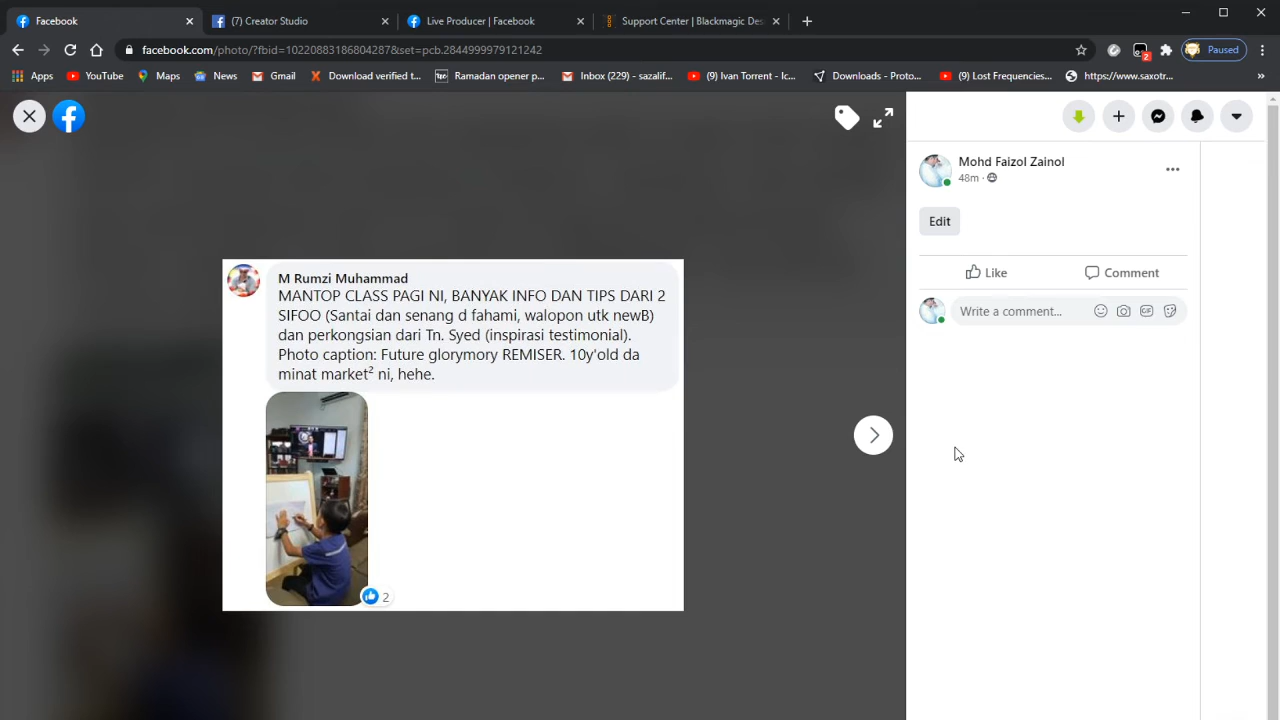 Facebook
(7) Creator Studio
Live Producer | Facebook
Support Center | Blackmagic Des
facebook.com/photo/?fbid=10220883186804287&set=pcb.2844999979121242
2
Paused
Apps
YouTube
Maps
News
Gmail
Download verified t...
Ramadan opener p...
Inbox (229) - sazalif...
(9) Ivan Torrent - Ic...
Downloads - Proto...
(9) Lost Frequencies,...
https://www.saxotr...
»
Mohd Faizol Zainol
48m ·
Edit
Like
Comment
Write a comment...
GIF
M Rumzi Muhammad
MANTOP CLASS PAGI NI, BANYAK INFO DAN TIPS DARI 2
SIFOO (Santai dan senang d fahami, walopon utk newB)
dan perkongsian dari Tn. Syed (inspirasi testimonial).
Photo caption: Future glorymory REMISER. 10y'old da
minat market² ni, hehe.
2